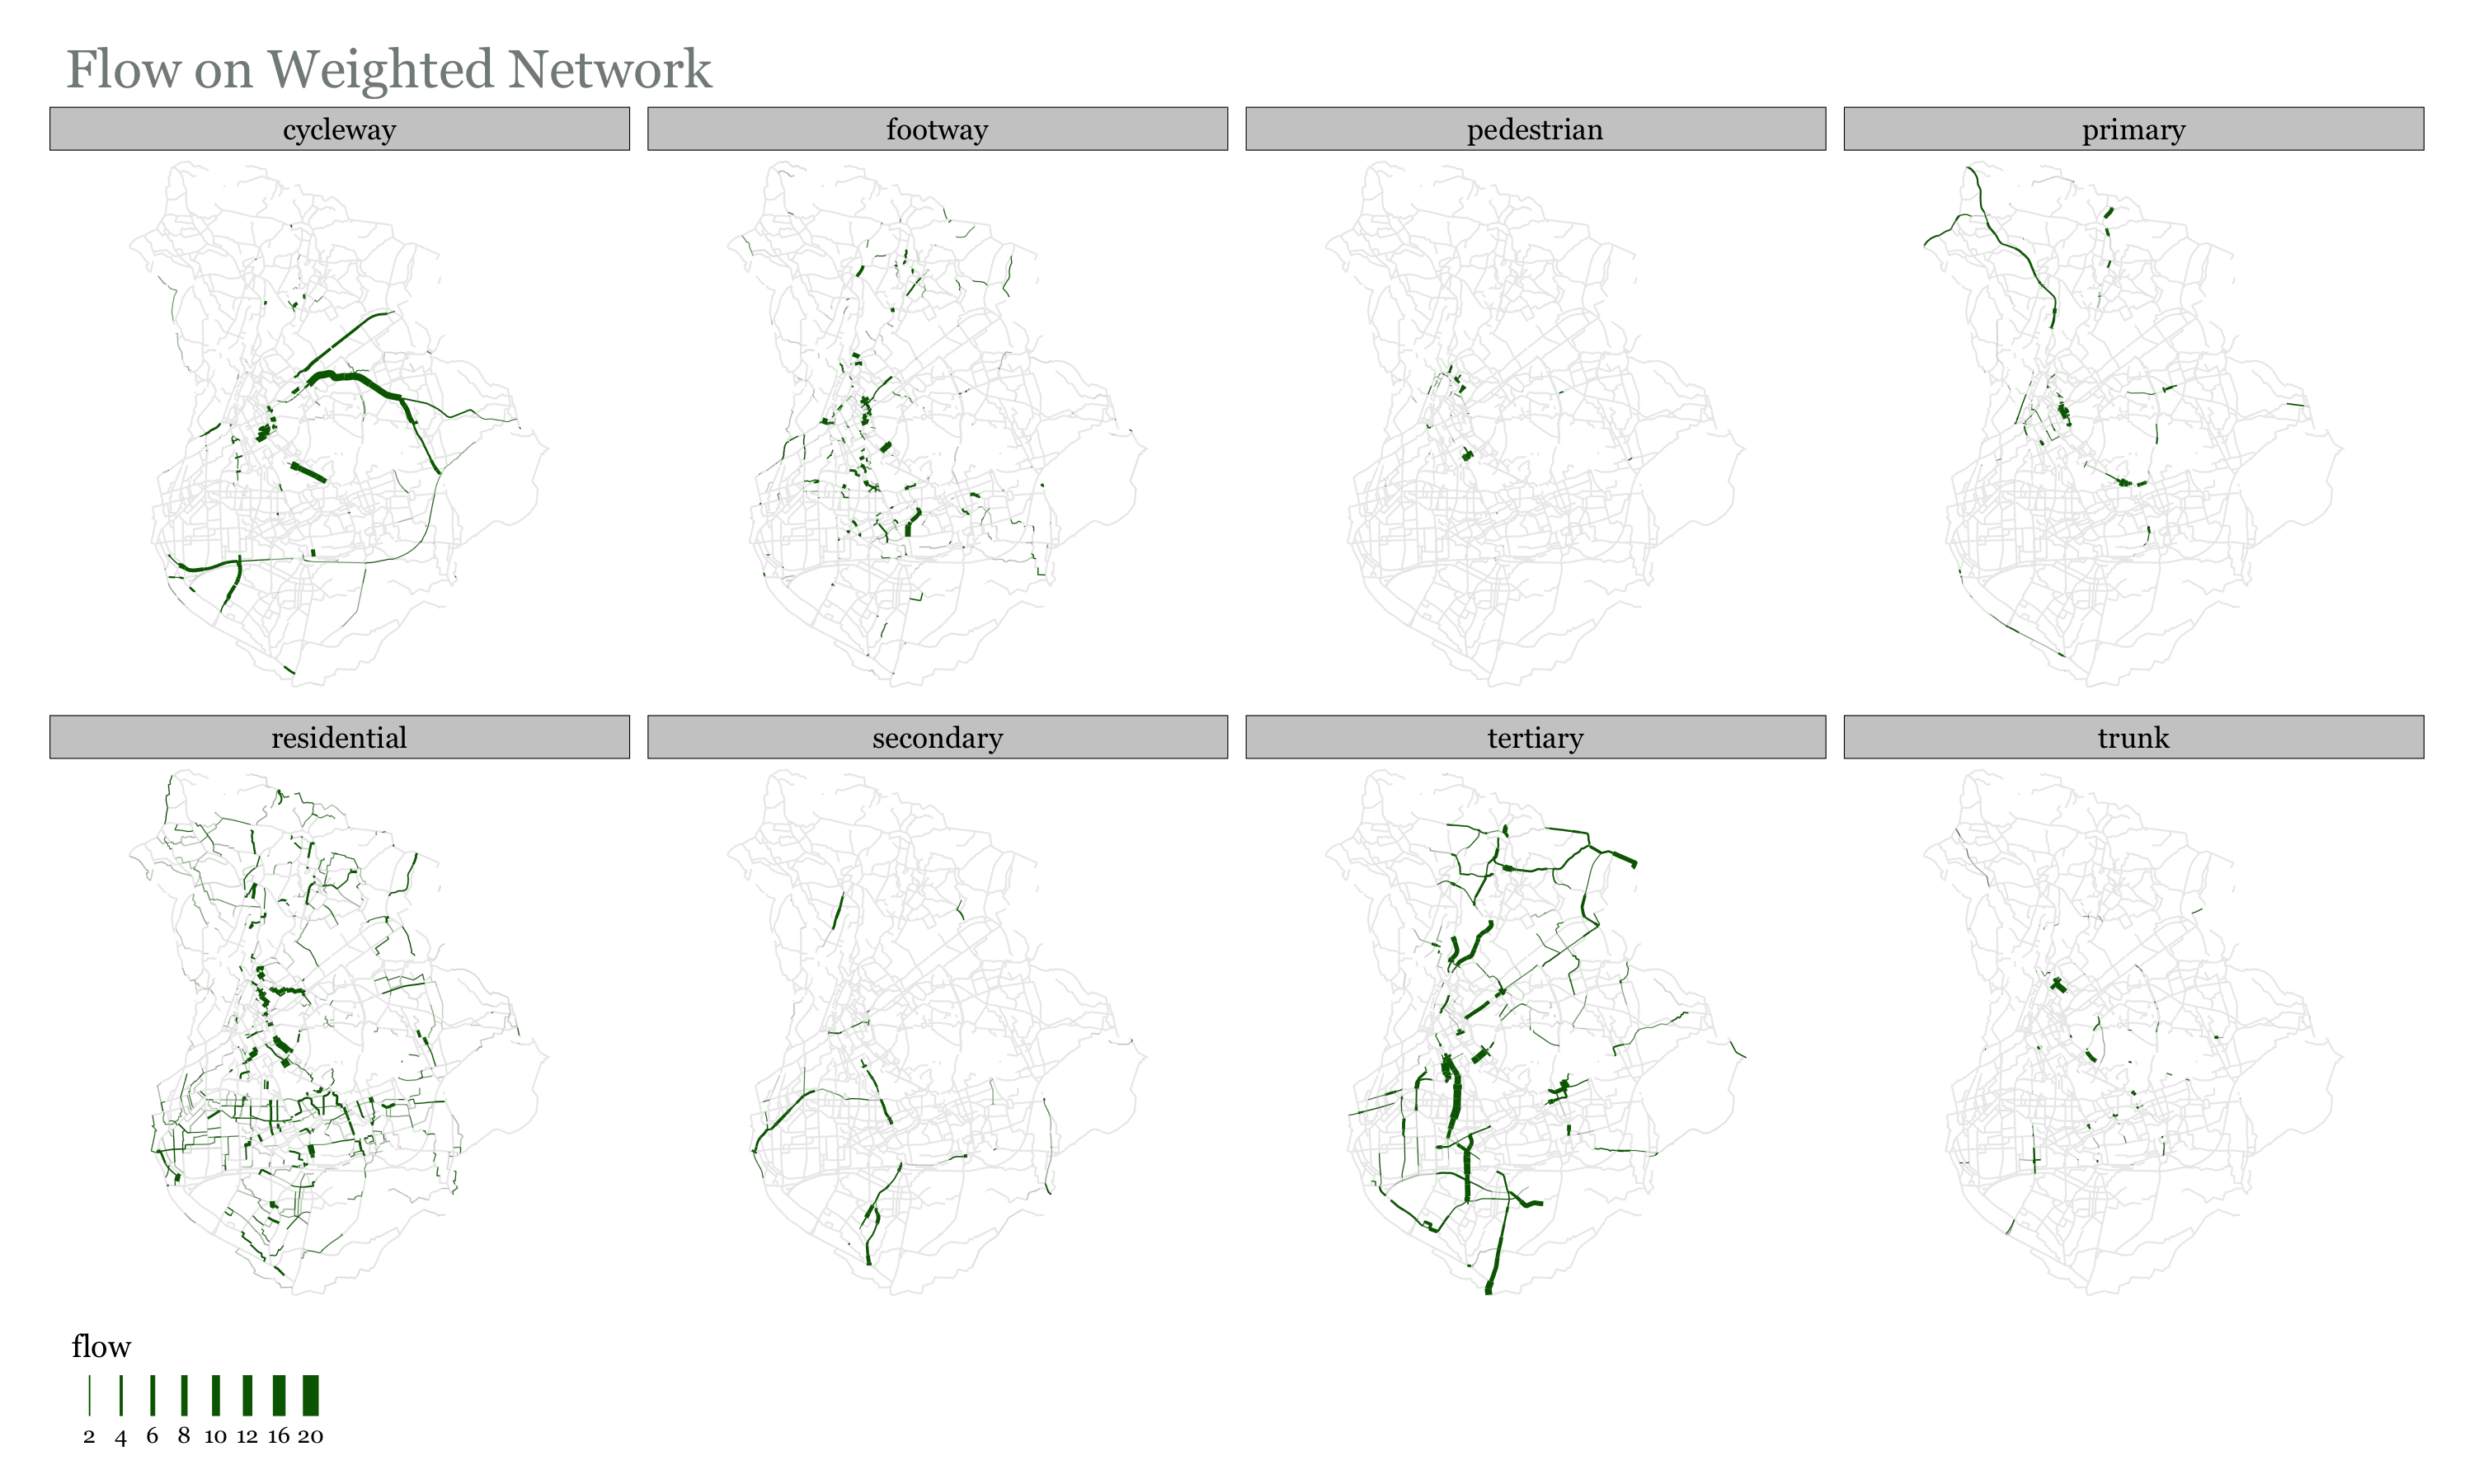 Flow on Weighted Network
cycleway footway pedestrian primary
residential secondary tertiary trunk
flow
2 4 6 8 10 12 16 20